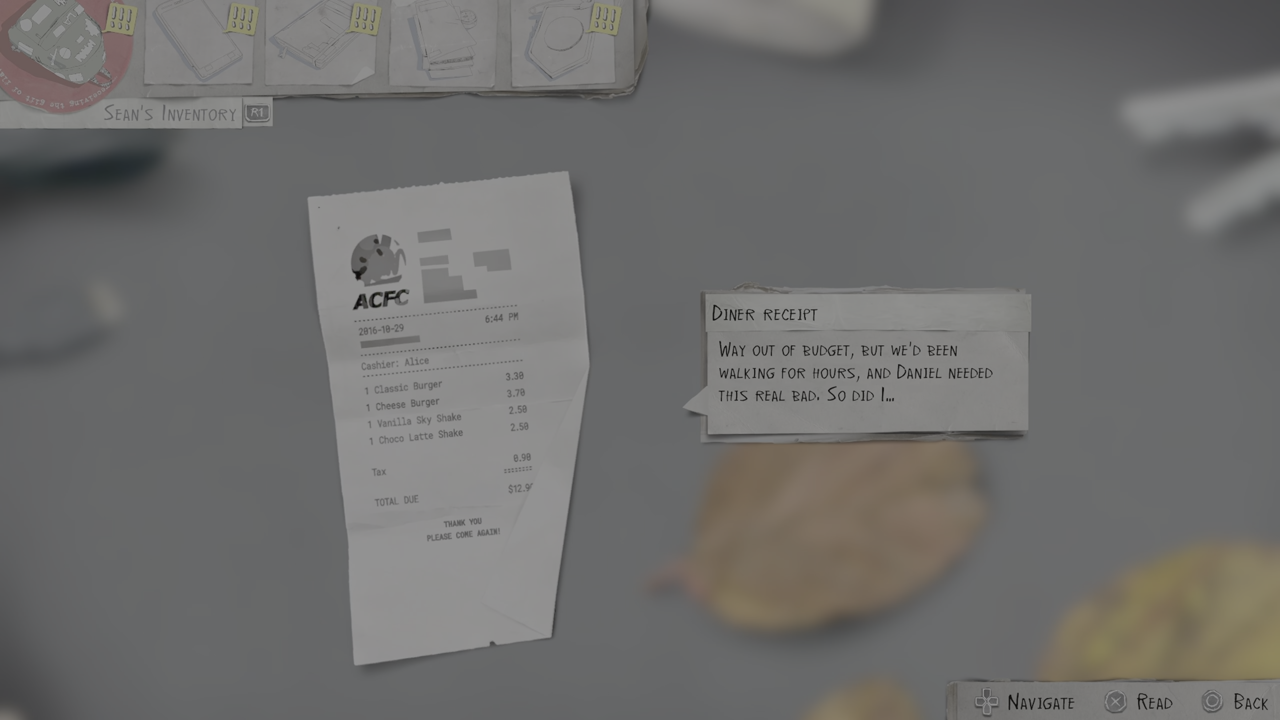 SEAN'S INVENTORY R1
ACFC
2016-10-29 6:44 PM
Cashier: Alice
1 Classic Burger 3.30
1 Cheese Burger 3.70
1 Vanilla Sky Shake 2.50
1 Choco Latte Shake 2.50
Tax 0.90
TOTAL DUE $12.90
THANK YOU
PLEASE COME AGAIN!
DINER RECEIPT
WAY OUT OF BUDGET, BUT WE'D BEEN
WALKING FOR HOURS, AND DANIEL NEEDED
THIS REAL BAD. SO DID I...
NAVIGATE READ BACK